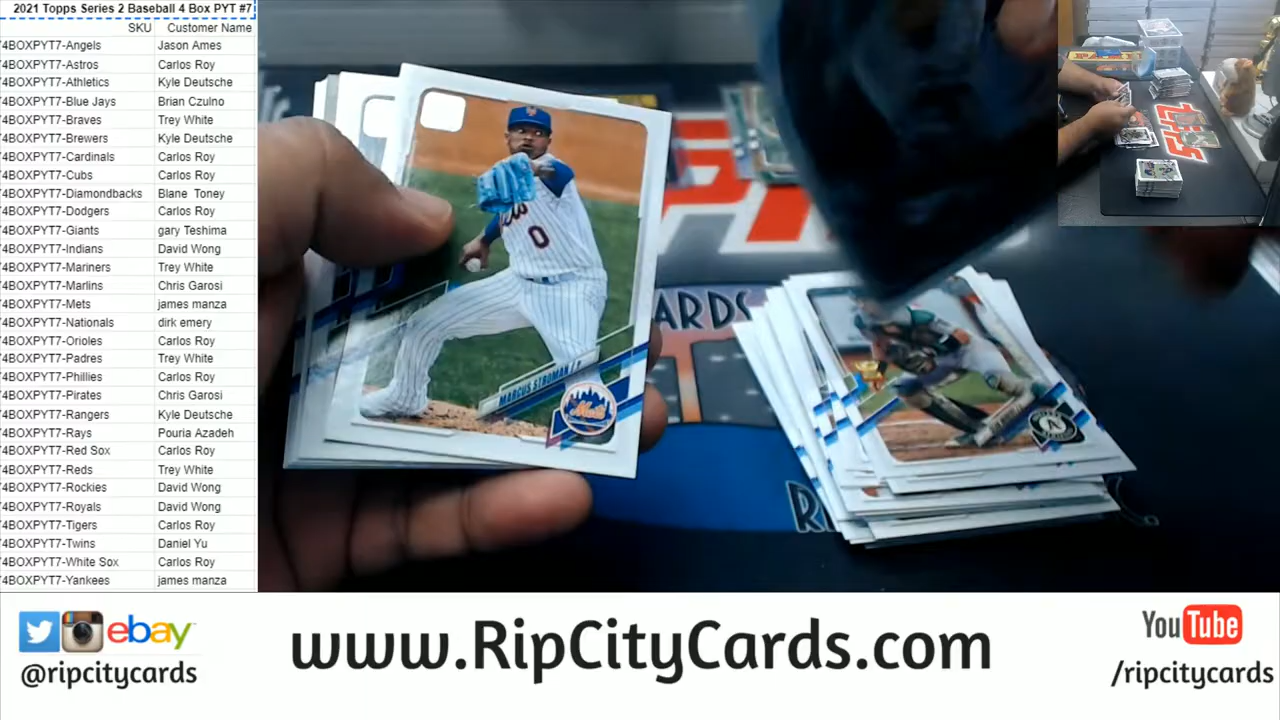 2021 Topps Series 2 Baseball 4 Box PYT #7
SKU Customer Name
4BOXPYT7-Angels Jason Ames
4BOXPYT7-Astros Carlos Roy
4BOXPYT7-Athletics Kyle Deutsche
4BOXPYT7-Blue Jays Brian Czulno
4BOXPYT7-Braves Trey White
4BOXPYT7-Brewers Kyle Deutsche
4BOXPYT7-Cardinals Carlos Roy
4BOXPYT7-Cubs Carlos Roy
4BOXPYT7-Diamondbacks Blane Toney
4BOXPYT7-Dodgers Carlos Roy
4BOXPYT7-Giants gary Teshima
4BOXPYT7-Indians David Wong
4BOXPYT7-Mariners Trey White
4BOXPYT7-Marlins Chris Garosi
4BOXPYT7-Mets james manza
4BOXPYT7-Nationals dirk emery
4BOXPYT7-Orioles Carlos Roy
4BOXPYT7-Padres Trey White
4BOXPYT7-Phillies Carlos Roy
4BOXPYT7-Pirates Chris Garosi
4BOXPYT7-Rangers Kyle Deutsche
4BOXPYT7-Rays Pouria Azadeh
4BOXPYT7-Red Sox Carlos Roy
4BOXPYT7-Reds Trey White
4BOXPYT7-Rockies David Wong
4BOXPYT7-Royals David Wong
4BOXPYT7-Tigers Carlos Roy
4BOXPYT7-Twins Daniel Yu
4BOXPYT7-White Sox Carlos Roy
4BOXPYT7-Yankees james manza
0
MARCUS STROMAN / P
Mets
ARDS
ebay
@ripcitycards
www.RipCityCards.com
YouTube
/ripcitycards